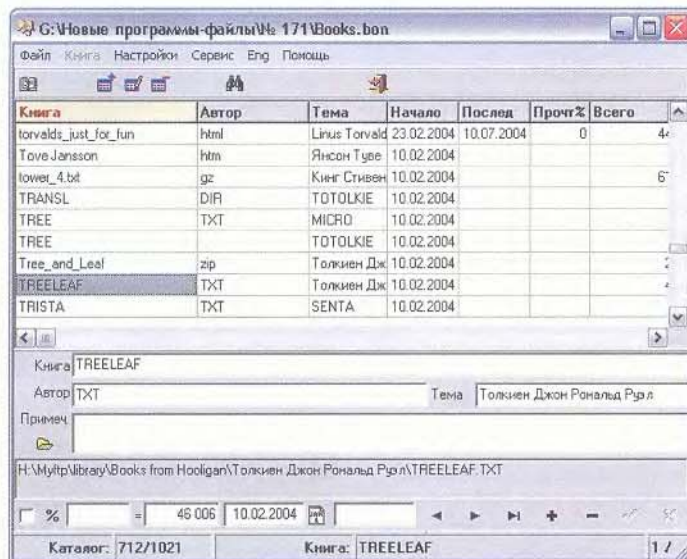 G:\Новые программы-файлы\№ 171\Books.bon
Файл Книга Настройки Сервис Eng Помощь
Книга Автор Тема Начало Послед Прочт% Всего
torvalds_just_for_fun html Linus Torvald 23.02.2004 10.07.2004 0 44
Tove Jansson htm Янсон Туве 10.02.2004
tower_4.txt gz Кинг Стивен 10.02.2004
TRANSL DIR TOTOLKIE 10.02.2004
TREE TXT MICRO 10.02.2004
TREE TOTOLKIE 10.02.2004
Tree_and_Leaf zip Толкиен Дж 10.02.2004
TREELEAF TXT Толкиен Дж 10.02.2004
TRISTA TXT SENTA 10.02.2004
Книга TREELEAF
Автор TXT Тема Толкиен Джон Рональд Руэл
Примеч
H:\Myftp\library\Books from Hooligan\Толкиен Джон Рональд Руэл\TREELEAF.TXT
% = 46 006 10.02.2004
Каталог: 712/1021 Книга: TREELEAF 1 /